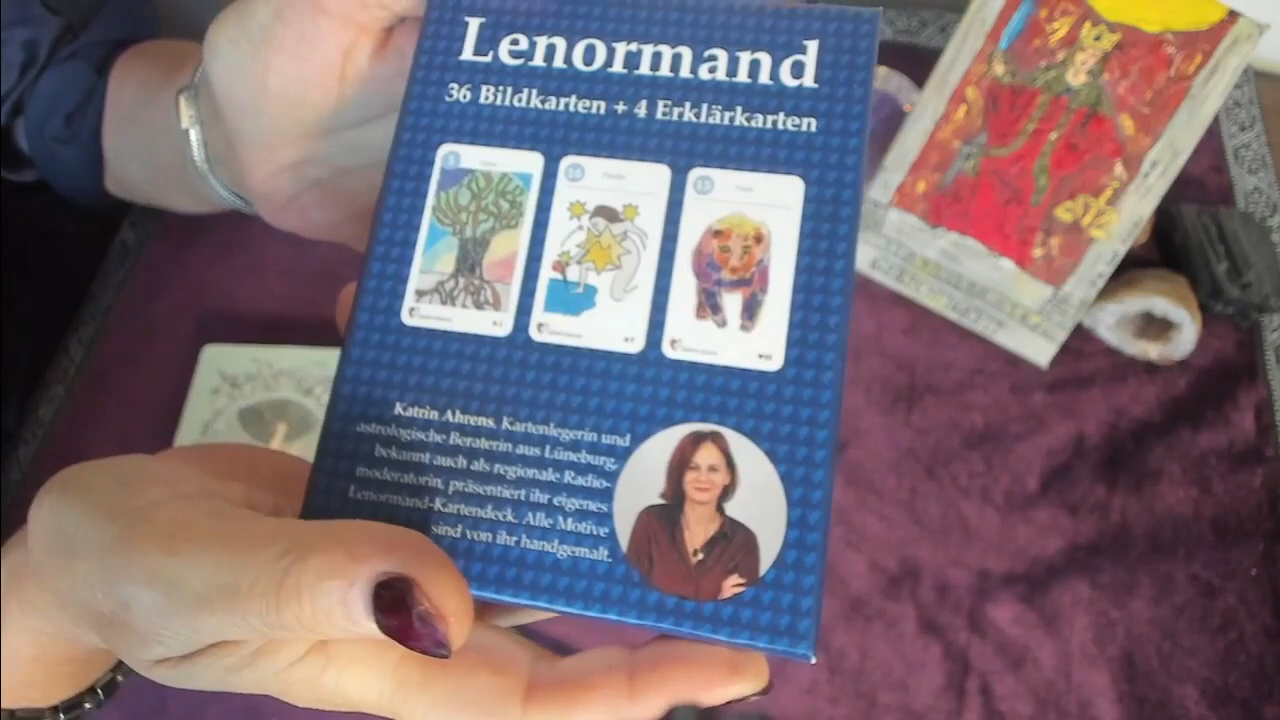 Lenormand
36 Bildkarten + 4 Erklärkarten
Katrin Ahrens, Kartenlegerin und
astrologische Beraterin aus Lüneburg,
bekannt auch als regionale Radio-
moderatorin, präsentiert ihr eigenes
Lenormand-Kartendeck. Alle Motive
sind von ihr handgemalt.